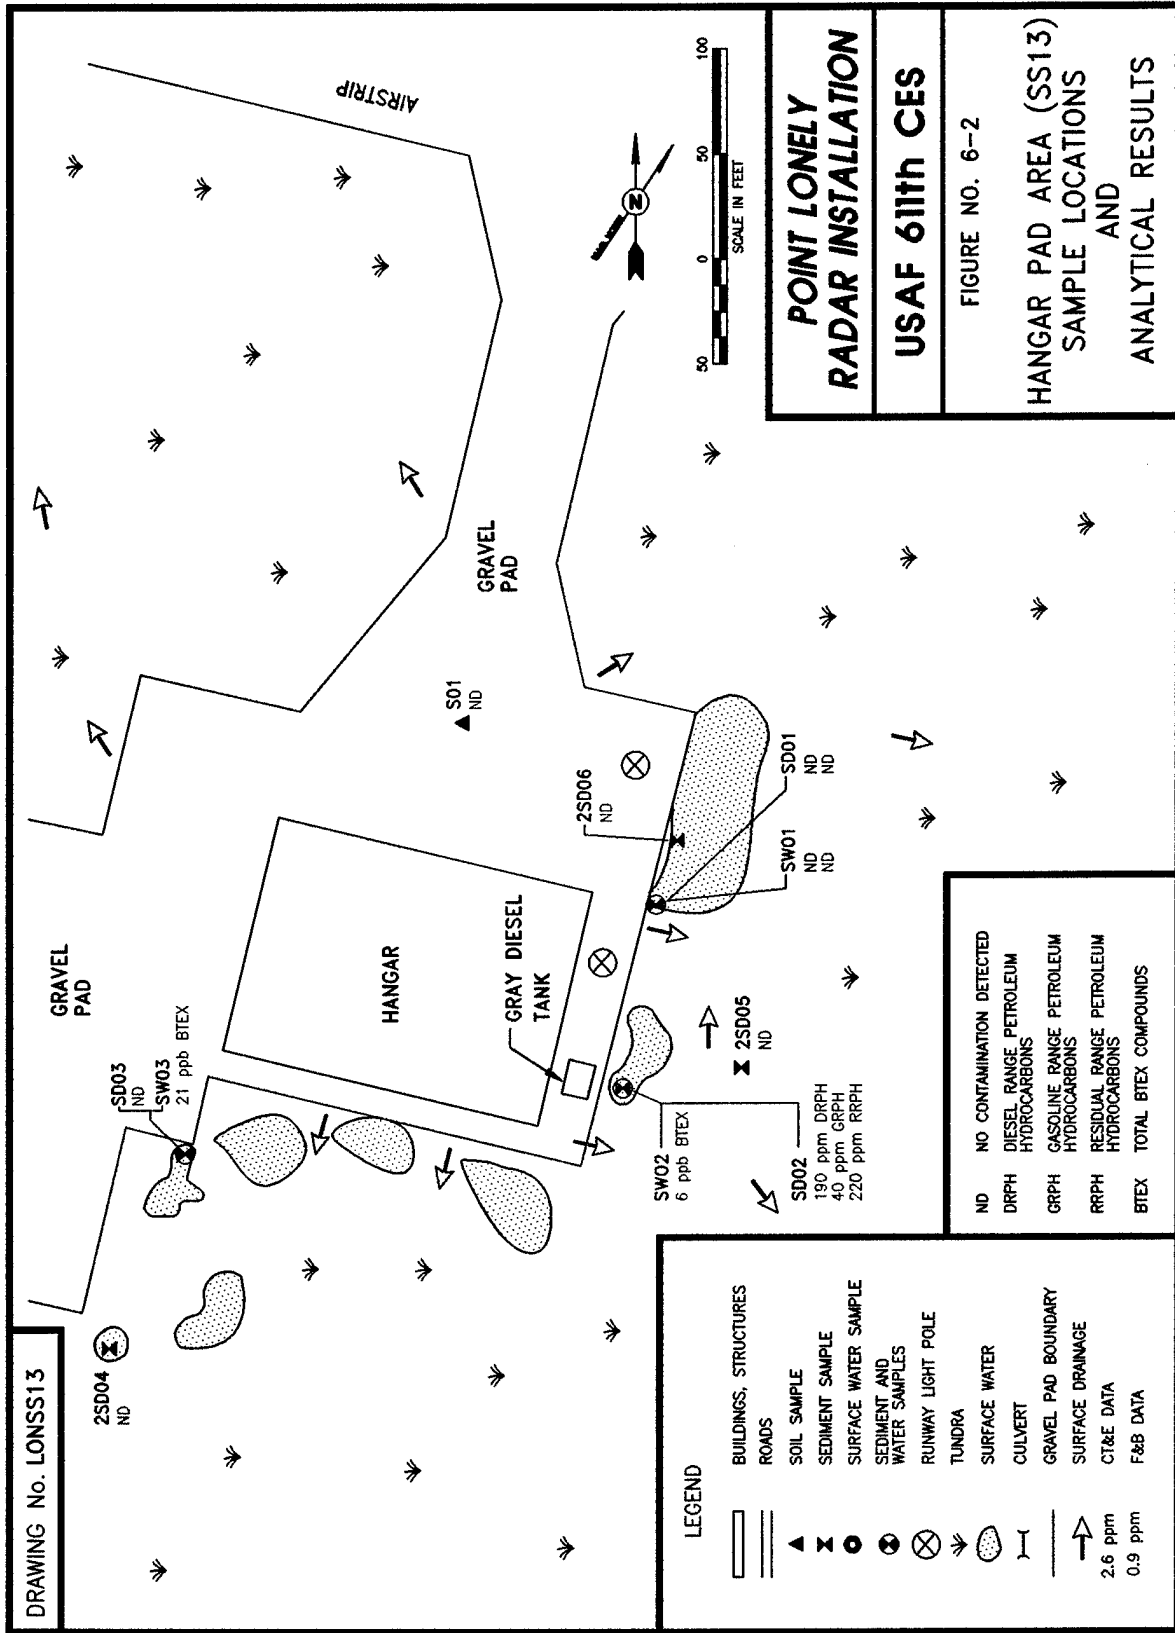 DRAWING No. LONSS13
GRAVEL
PAD
AIRSTRIP
2SD04
ND
SD03
ND
SW03
21 ppb BTEX
HANGAR
S01
ND
GRAVEL
PAD
GRAY DIESEL
TANK
2SD06
ND
N
50
0
50
100
SCALE IN FEET
SW02
6 ppb BTEX
SD02
190 ppm DRPH
40 ppm GRPH
220 ppm RRPH
2SD05
ND
SW01
ND
ND
SD01
ND
ND
LEGEND
BUILDINGS, STRUCTURES
ROADS
SOIL SAMPLE
SEDIMENT SAMPLE
SURFACE WATER SAMPLE
SEDIMENT AND
WATER SAMPLES
RUNWAY LIGHT POLE
TUNDRA
SURFACE WATER
CULVERT
GRAVEL PAD BOUNDARY
SURFACE DRAINAGE
2.6 ppm CT&E DATA
0.9 ppm F&B DATA
ND NO CONTAMINATION DETECTED
DRPH DIESEL RANGE PETROLEUM
HYDROCARBONS
GRPH GASOLINE RANGE PETROLEUM
HYDROCARBONS
RRPH RESIDUAL RANGE PETROLEUM
HYDROCARBONS
BTEX TOTAL BTEX COMPOUNDS
POINT LONELY
RADAR INSTALLATION
USAF 611th CES
FIGURE NO. 6-2
HANGAR PAD AREA (SS13)
SAMPLE LOCATIONS
AND
ANALYTICAL RESULTS